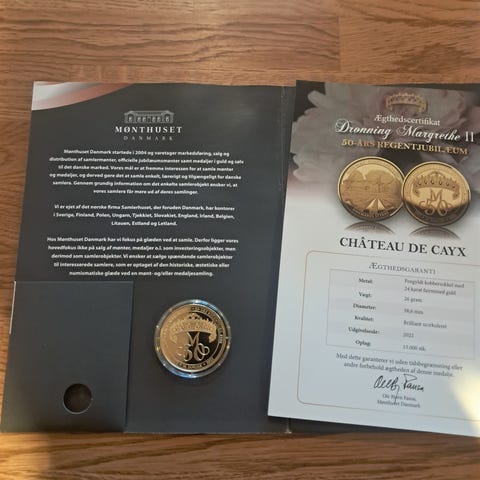 MØNTHUSET
DANMARK
Mønthuset Danmark startede i 2004 og varetager markedsføring, salg og
distribution af samlermønter, officielle jubilæumsmønter samt medaljer i guld og sølv
til det danske marked. Vores mål er at fremme interessen for at samle mønter
og medaljer, og derved gøre det at samle enkelt, lærerigt og tilgængeligt for danske
samlere. Gennem grundig information om det enkelte samlerobjekt ønsker vi, at
vores samlere får mere ud af deres samlinger.
Vi er ejet af det norske firma Samlerhuset, der foruden Danmark, har kontorer
i Sverige, Finland, Polen, Ungarn, Tjekkiet, Slovakiet, England, Irland, Belgien,
Litauen, Estland og Letland.
Hos Mønthuset Danmark har vi fokus på glæden ved at samle. Derfor ligger vores
hovedfokus ikke på salg af mønter, medaljer o.l. som investeringsobjekter, men
derimod som samlerobjekter. Vi ønsker at sælge spændende samlerobjekter
til interesserede samlere, som er optaget af den historiske, æstetiske eller
numismatiske glæde ved en mønt- og/eller medaljesamling.
Ægthedscertifikat
Dronning Margrethe II
50-ÅRS REGENTJUBILÆUM
CHÂTEAU DE CAYX
ÆGTHEDSGARANTI
Metal: Forgyldt kobbernikkel med
24 karat finrinsed guld
Vægt: 26 gram
Diameter: 38,6 mm
Kvalitet: Brilliant ucirkuleret
Udgivelsesår: 2022
Oplag: 15.000 stk.
Med dette garanterer vi uden tidsbegrænsning eller
andre forbehold ægtheden af denne medalje.
Ole Bjørn Fausa,
Mønthuset Danmark